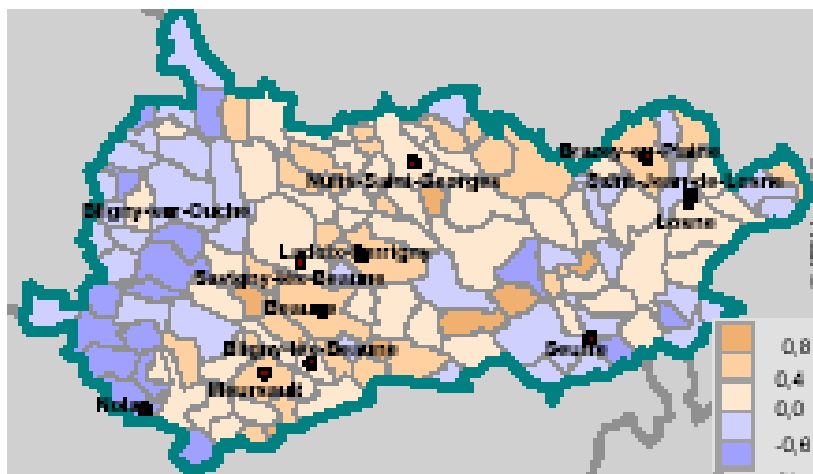 Brazey-en-Plaine
Nuits-Saint-Georges
Saint-Jean-de-Losne
Bligny-sur-Ouche
Losne
Ladoix-Serrigny
Savigny-lès-Beaune
Beaune
Bligny-lès-Beaune
Seurre
Meursault
Nolay
0,8
0,4
0,0
-0,6